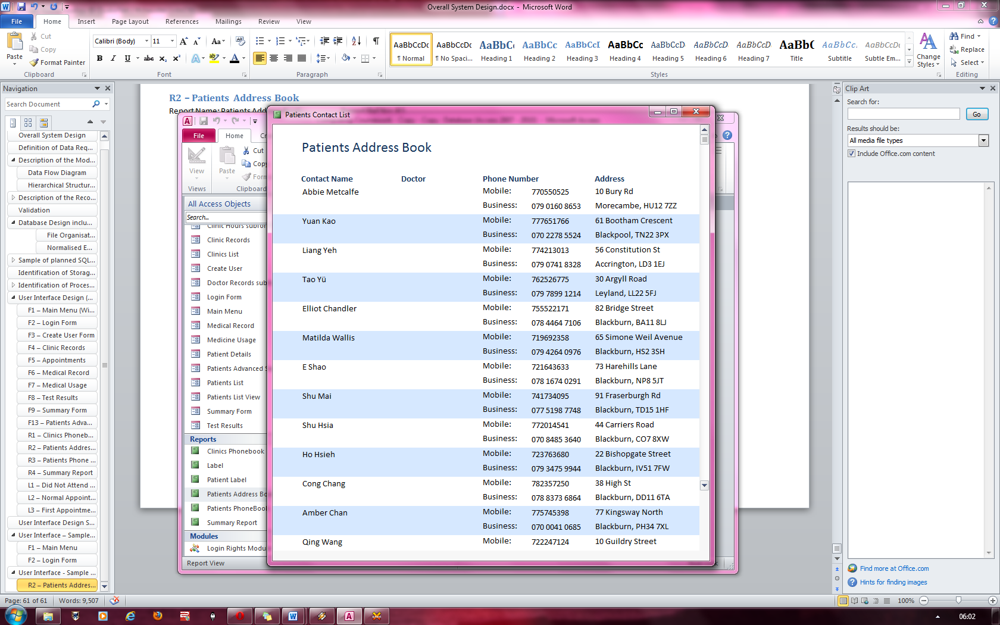 Overall System Design.docx - Microsoft Word
File Home Insert Page Layout References Mailings Review View
Cut
Copy
Paste
Format Painter
Clipboard
Calibri (Body) 11
Font
Paragraph
AaBbCcDc AaBbCcDc AaBbCc AaBbCc AaBbCcI AaBbCc AaBbCcD AaBbCcD AaBbCcD AaBbC AaBbCcL AaBbCcDc
¶ Normal ¶ No Spaci... Heading 1 Heading 2 Heading 3 Heading 4 Heading 5 Heading 6 Heading 7 Title Subtitle Subtle Em...
Change Styles
Styles
Find
Replace
Select
Editing
Navigation
Search Document
Overall System Design
Definition of Data Req...
Description of the Mod...
Data Flow Diagram
Hierarchical Structur...
Description of the Reco...
Validation
Database Design inclu...
File Organisat...
Normalised E...
Sample of planned SQL...
Identification of Storag...
Identification of Proces...
User Interface Design (...
F1 – Main Menu (Wi...
F2 – Login Form
F3 – Create User Form
F4 – Clinic Records
F5 – Appointments
F6 – Medical Record
F7 – Medical Usage
F8 – Test Results
F9 – Summary Form
F13 – Patients Adva...
R1 – Clinics Phoneb...
R2 – Patients Addres...
R3 – Patients Phone ...
R4 – Summary Report
L1 – Did Not Attend ...
L2 – Normal Appoint...
L3 – First Appointme...
User Interface Design S...
User Interface – Sample...
F1 – Main Menu
F2 – Login Form
User Interface - Sample ...
R2 – Patients Addres...
R2 – Patients Address Book
Report Name: Patients Add
File Home Cr
View
Views
Paste
Cut
Copy
Form
Clipboard
All Access Objects
Search...
Clinic Hours subfor
Clinic Records
Clinics List
Create User
Doctor Records sub
Login Form
Main Menu
Medical Record
Medicine Usage
Patient Details
Patients Advanced S
Patients List
Patients List View
Summary Form
Test Results
Reports
Clinics Phonebook
Label
Patient Label
Patients Address Bo
Patients PhoneBook
Summary Report
Modules
Login Rights Modu
Report View
Patients Contact List
Patients Address Book
Contact Name Doctor Phone Number Address
Abbie Metcalfe Mobile: 770550525 10 Bury Rd
Business: 079 0160 8653 Morecambe, HU12 7ZZ
Yuan Kao Mobile: 777651766 61 Bootham Crescent
Business: 070 2278 5524 Blackpool, TN22 3PX
Liang Yeh Mobile: 774213013 56 Constitution St
Business: 079 0741 8328 Accrington, LD3 1EJ
Tao Yü Mobile: 762526775 30 Argyll Road
Business: 079 7899 1214 Leyland, LL22 5FJ
Elliot Chandler Mobile: 755522171 82 Bridge Street
Business: 078 4464 7106 Blackburn, BA11 8LJ
Matilda Wallis Mobile: 719692358 65 Simone Weil Avenue
Business: 079 4264 0976 Blackburn, HS2 3SH
E Shao Mobile: 721643633 73 Harehills Lane
Business: 078 1674 0291 Blackburn, NP8 5JT
Shu Mai Mobile: 741734095 91 Fraserburgh Rd
Business: 077 5198 7748 Blackburn, TD15 1HF
Shu Hsia Mobile: 772014541 44 Carriers Road
Business: 070 8485 3640 Blackburn, CO7 8XW
Ho Hsieh Mobile: 723763680 22 Bishopgate Street
Business: 079 3475 9944 Blackburn, IV51 7FW
Cong Chang Mobile: 782357250 38 High St
Business: 078 8373 6864 Blackburn, DD11 6TA
Amber Chan Mobile: 775745398 77 Kingsway North
Business: 070 0041 0685 Blackburn, PH34 7XL
Qing Wang Mobile: 722247124 10 Guildry Street
Clip Art
Search for:
Go
Results should be:
All media file types
Include Office.com content
Find more at Office.com
Hints for finding images
Page: 61 of 61 Words: 9,507
100%
06:02